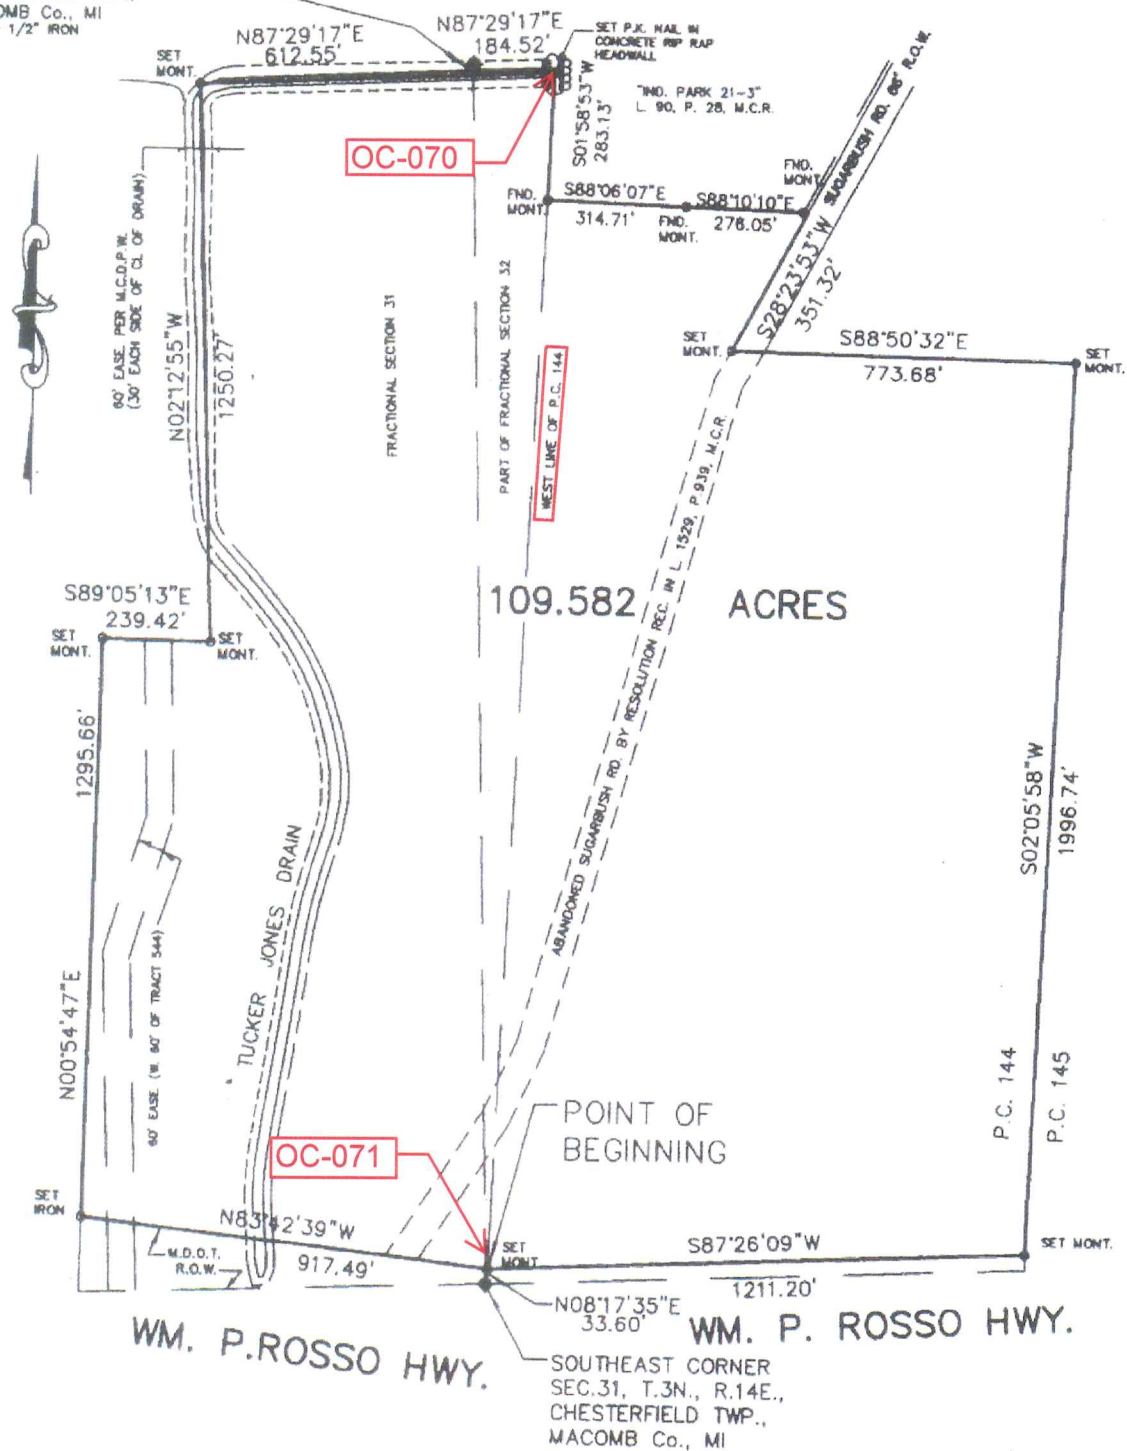 OMB Co., MI
1/2" IRON
N87°29'17"E
612.55'
N87°29'17"E
184.52'
SET P.K. NAIL IN
CONCRETE RIP RAP
HEADWALL
SET
MONT.
"IND. PARK 21-3"
L. 90, P. 28, M.C.R.
SUGARBUSH RD. 66' R.O.W.
OC-070
S01°58'53"W
283.13'
FND.
MONT.
FND.
MONT.
S88°06'07"E
314.71'
FND.
MONT.
S88°10'10"E
276.05'
60' EASE. PER M.C.D.P.W.
(30' EACH SIDE OF CL OF DRAIN)
N02°12'55"W
1250.27'
FRACTIONAL SECTION 31
PART OF FRACTIONAL SECTION 32
WEST LINE OF P.C. 144
S28°23'53"W
351.32'
SET
MONT.
S88°50'32"E
773.68'
SET
MONT.
S89°05'13"E
239.42'
SET
MONT.
SET
MONT.
109.582 ACRES
ABANDONED SUGARBUSH RD. BY RESOLUTION REC. IN L. 1529, P.939, M.C.R.
1295.66'
N00°54'47"E
60' EASE (W. 60' OF TRACT 544)
TUCKER JONES DRAIN
S02°05'58"W
1996.74'
P.C. 144
P.C. 145
POINT OF
BEGINNING
OC-071
SET
IRON
N83°42'39"W
917.49'
M.D.O.T.
R.O.W.
SET
MONT
S87°26'09"W
1211.20'
SET MONT.
N08°17'35"E
33.60'
WM. P.ROSSO HWY.
WM. P. ROSSO HWY.
SOUTHEAST CORNER
SEC.31, T.3N., R.14E.,
CHESTERFIELD TWP.,
MACOMB Co., MI